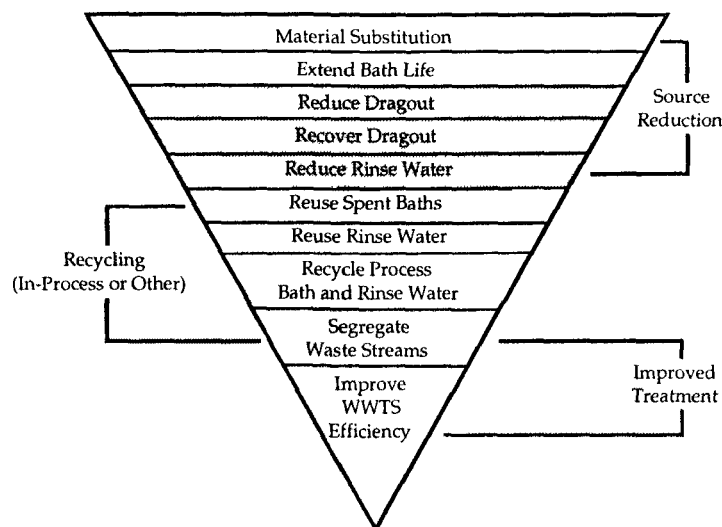 Material Substitution
Extend Bath Life
Reduce Dragout
Recover Dragout
Reduce Rinse Water
Reuse Spent Baths
Reuse Rinse Water
Recycle Process
Bath and Rinse Water
Segregate
Waste Streams
Improve
WWTS
Efficiency
Source
Reduction
Recycling
(In-Process or Other)
Improved
Treatment